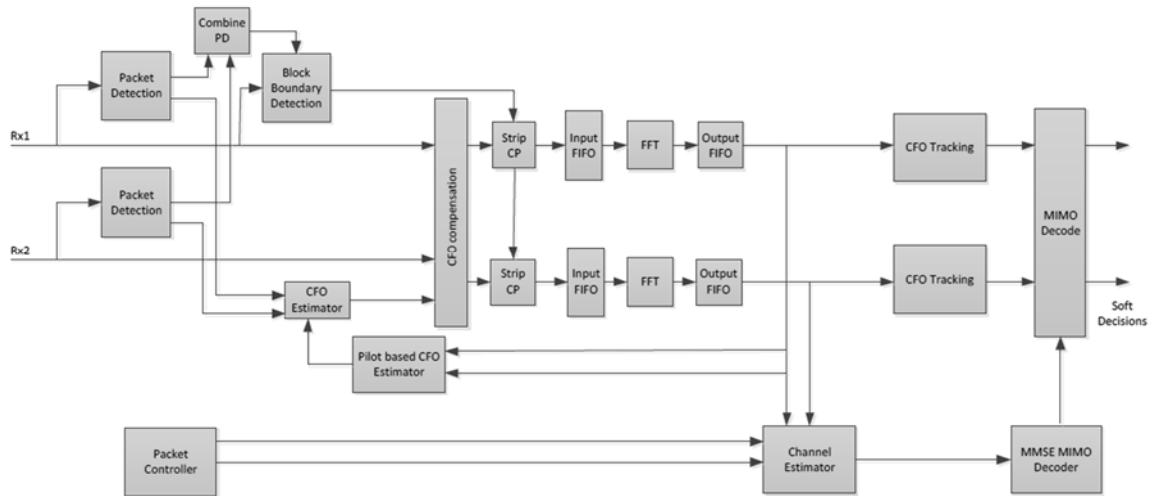 Combine
PD
Packet
Detection
Block
Boundary
Detection
Rx1
Strip
CP
Input
FIFO
FFT
Output
FIFO
CFO Tracking
Packet
Detection
CFO compensation
MIMO
Decode
Rx2
Strip
CP
Input
FIFO
FFT
Output
FIFO
CFO Tracking
CFO
Estimator
Soft
Decisions
Pilot based CFO
Estimator
Packet
Controller
Channel
Estimator
MMSE MIMO
Decoder